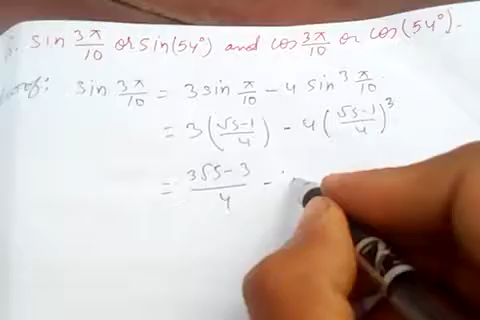 sin 3π/10 or sin(54°) and cos 3π/10 or cos(54°).
sin 3π/10 = 3 sin π/10 - 4 sin³ π/10
= 3 ( (√5-1)/4 ) - 4 ( (√5-1)/4 )³
= (3√5-3)/4 -